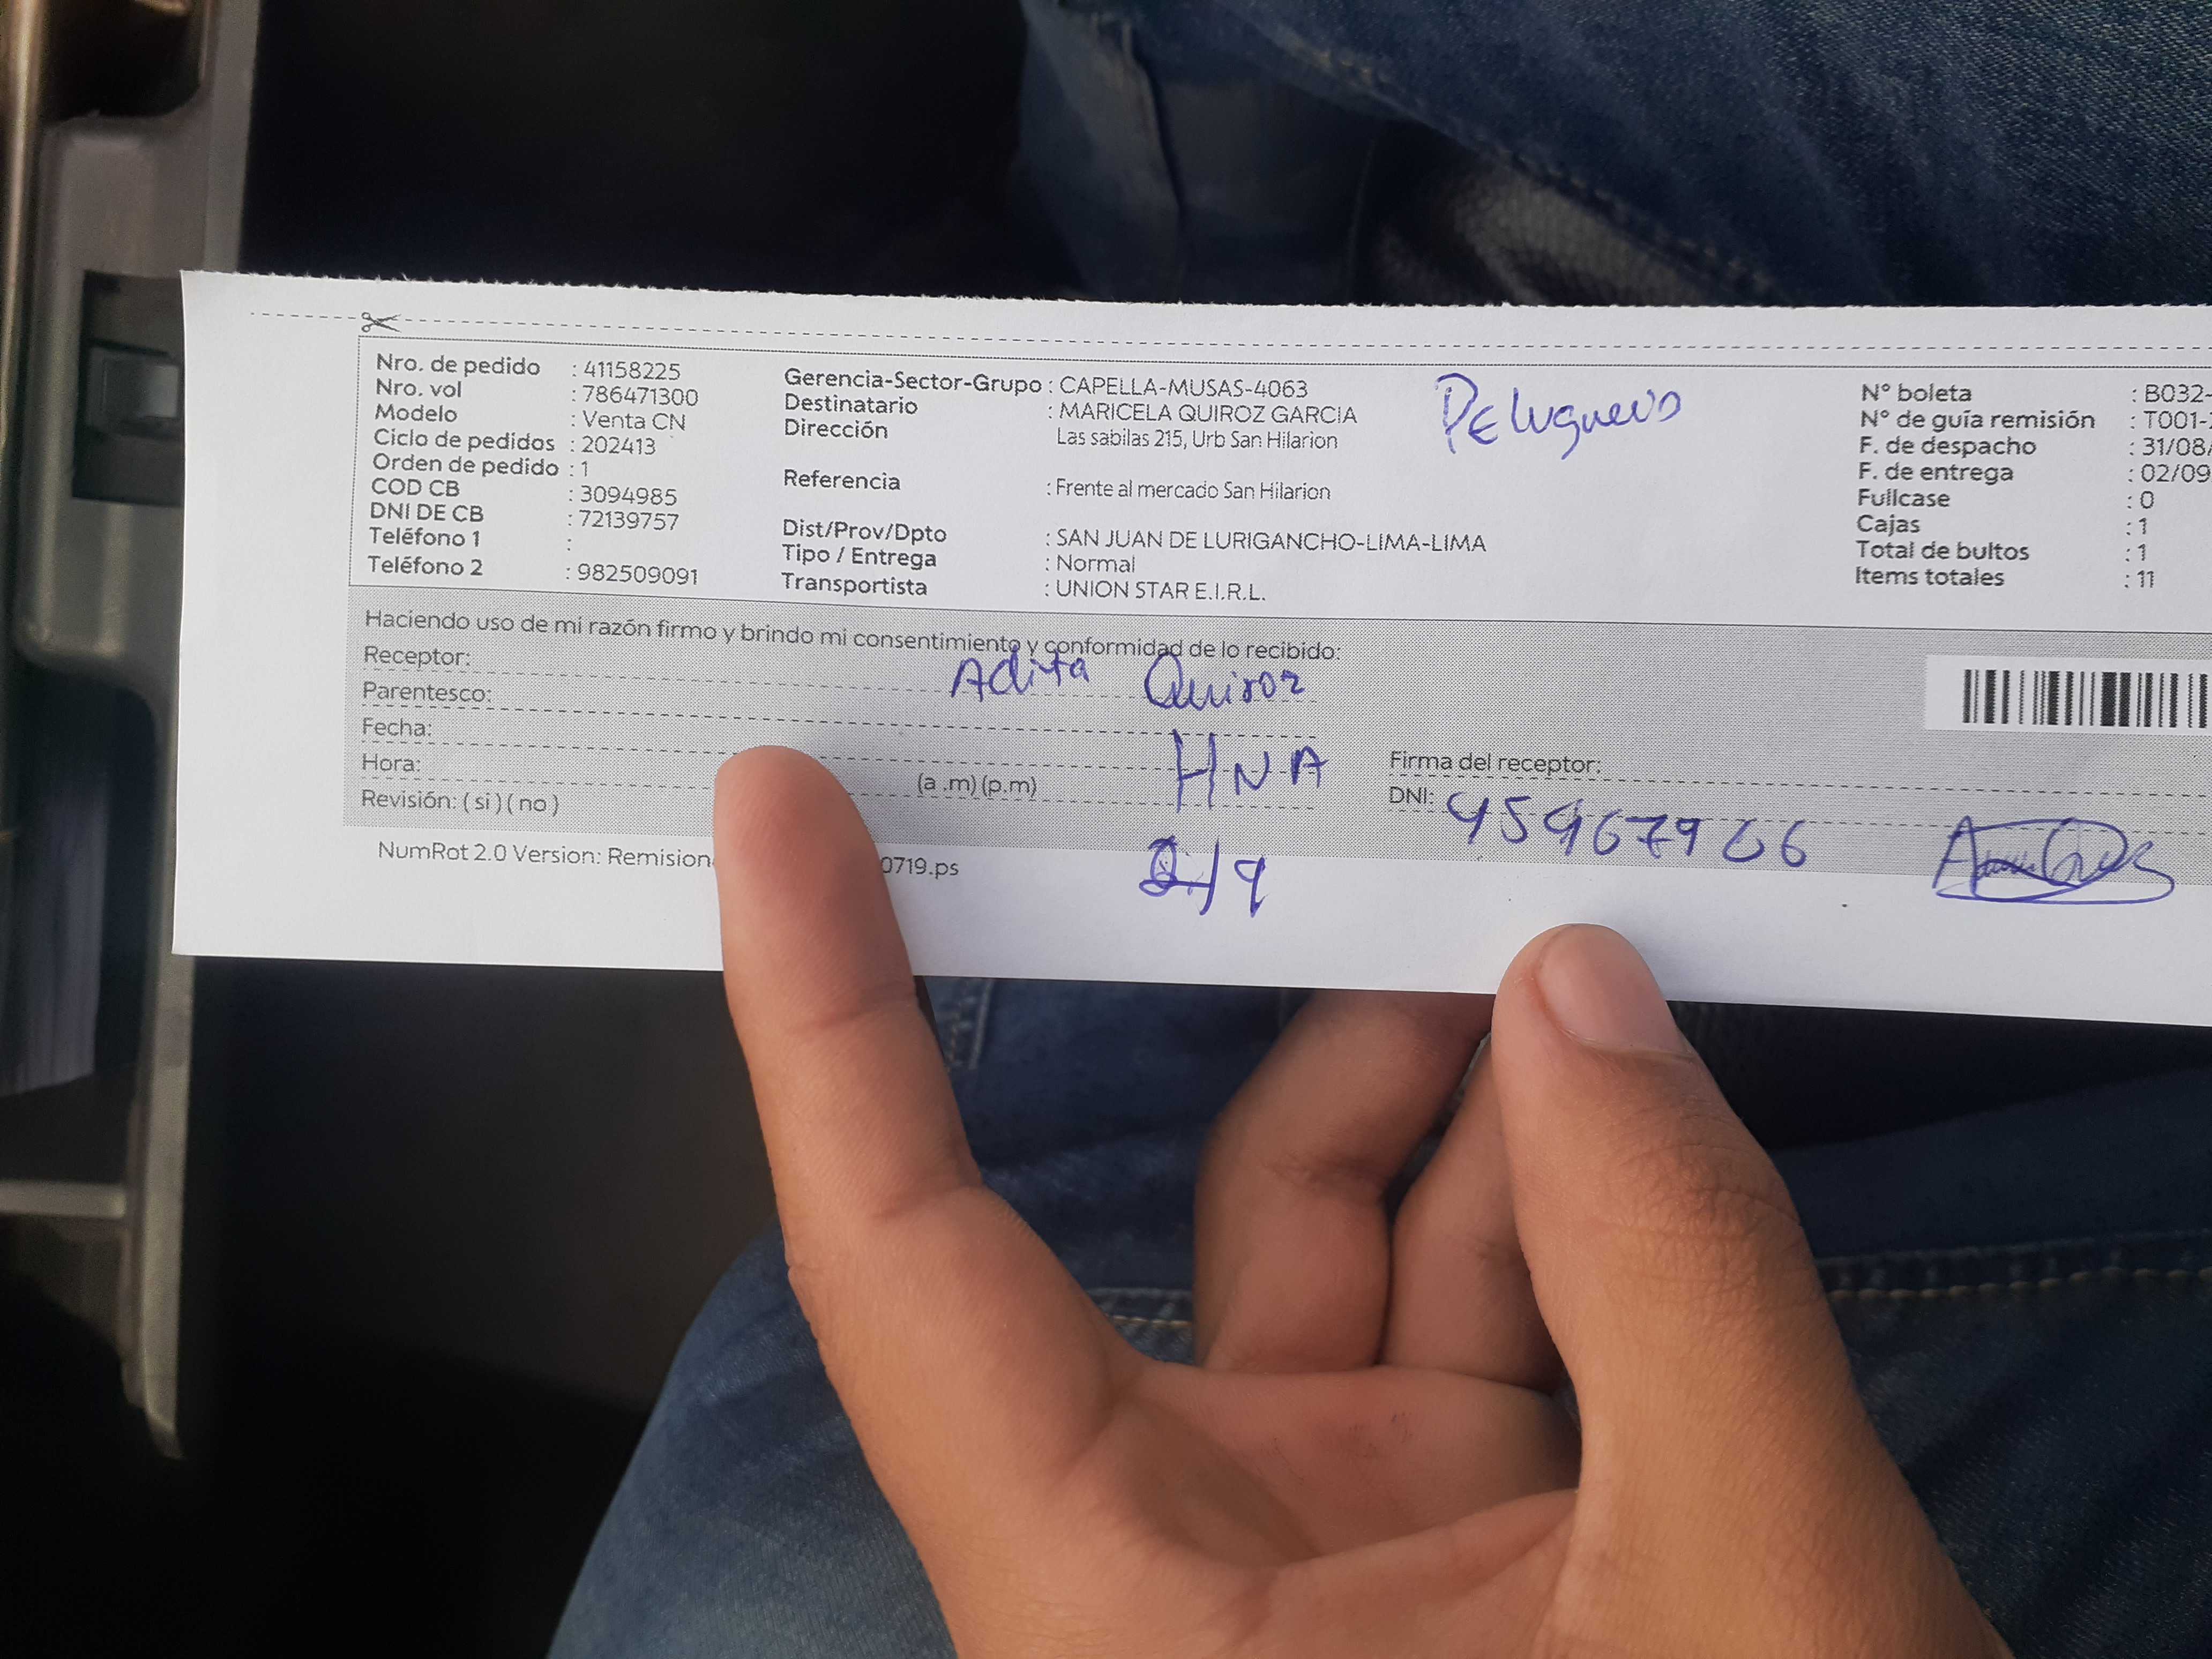 Nro. de pedido : 41158225
Nro. vol : 786471300
Modelo : Venta CN
Ciclo de pedidos : 202413
Orden de pedido : 1
COD CB : 3094985
DNI DE CB : 72139757
Teléfono 1 :
Teléfono 2 : 982509091
Gerencia-Sector-Grupo : CAPELLA-MUSAS-4063
Destinatario : MARICELA QUIROZ GARCIA
Dirección Las sabilas 215, Urb San Hilarion
Referencia : Frente al mercado San Hilarion
Dist/Prov/Dpto : SAN JUAN DE LURIGANCHO-LIMA-LIMA
Tipo / Entrega : Normal
Transportista : UNION STAR E.I.R.L.
N° boleta : B032-
N° de guía remisión : T001-
F. de despacho : 31/08/
F. de entrega : 02/09
Fullcase : 0
Cajas : 1
Total de bultos : 1
Items totales : 11
Haciendo uso de mi razón firmo y brindo mi consentimiento y conformidad de lo recibido:
Receptor: Adita Quiroz
Parentesco:
Fecha: HNA
Hora: (a .m) (p.m)
Revisión: ( si ) ( no )
Firma del receptor:
DNI:
NumRot 2.0 Version: Remision 0719.ps